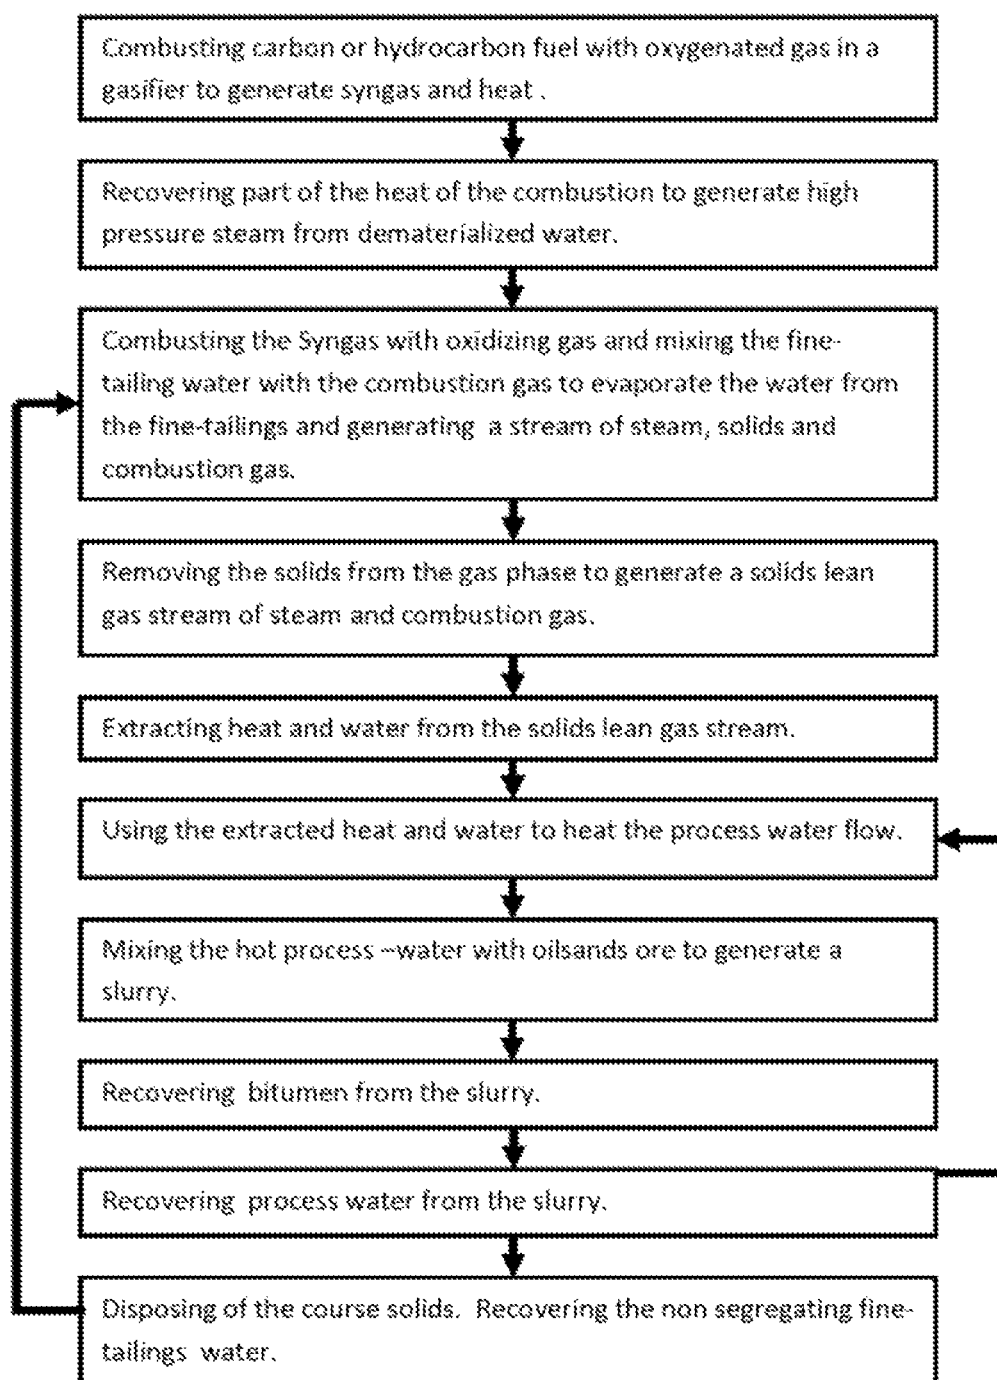 Combusting carbon or hydrocarbon fuel with oxygenated gas in a
gasifier to generate syngas and heat .
Recovering part of the heat of the combustion to generate high
pressure steam from dematerialized water.
Combusting the Syngas with oxidizing gas and mixing the fine-
tailing water with the combustion gas to evaporate the water from
the fine-tailings and generating a stream of steam, solids and
combustion gas.
Removing the solids from the gas phase to generate a solids lean
gas stream of steam and combustion gas.
Extracting heat and water from the solids lean gas stream.
Using the extracted heat and water to heat the process water flow.
Mixing the hot process –water with oilsands ore to generate a
slurry.
Recovering bitumen from the slurry.
Recovering process water from the slurry.
Disposing of the course solids. Recovering the non segregating fine-
tailings water.